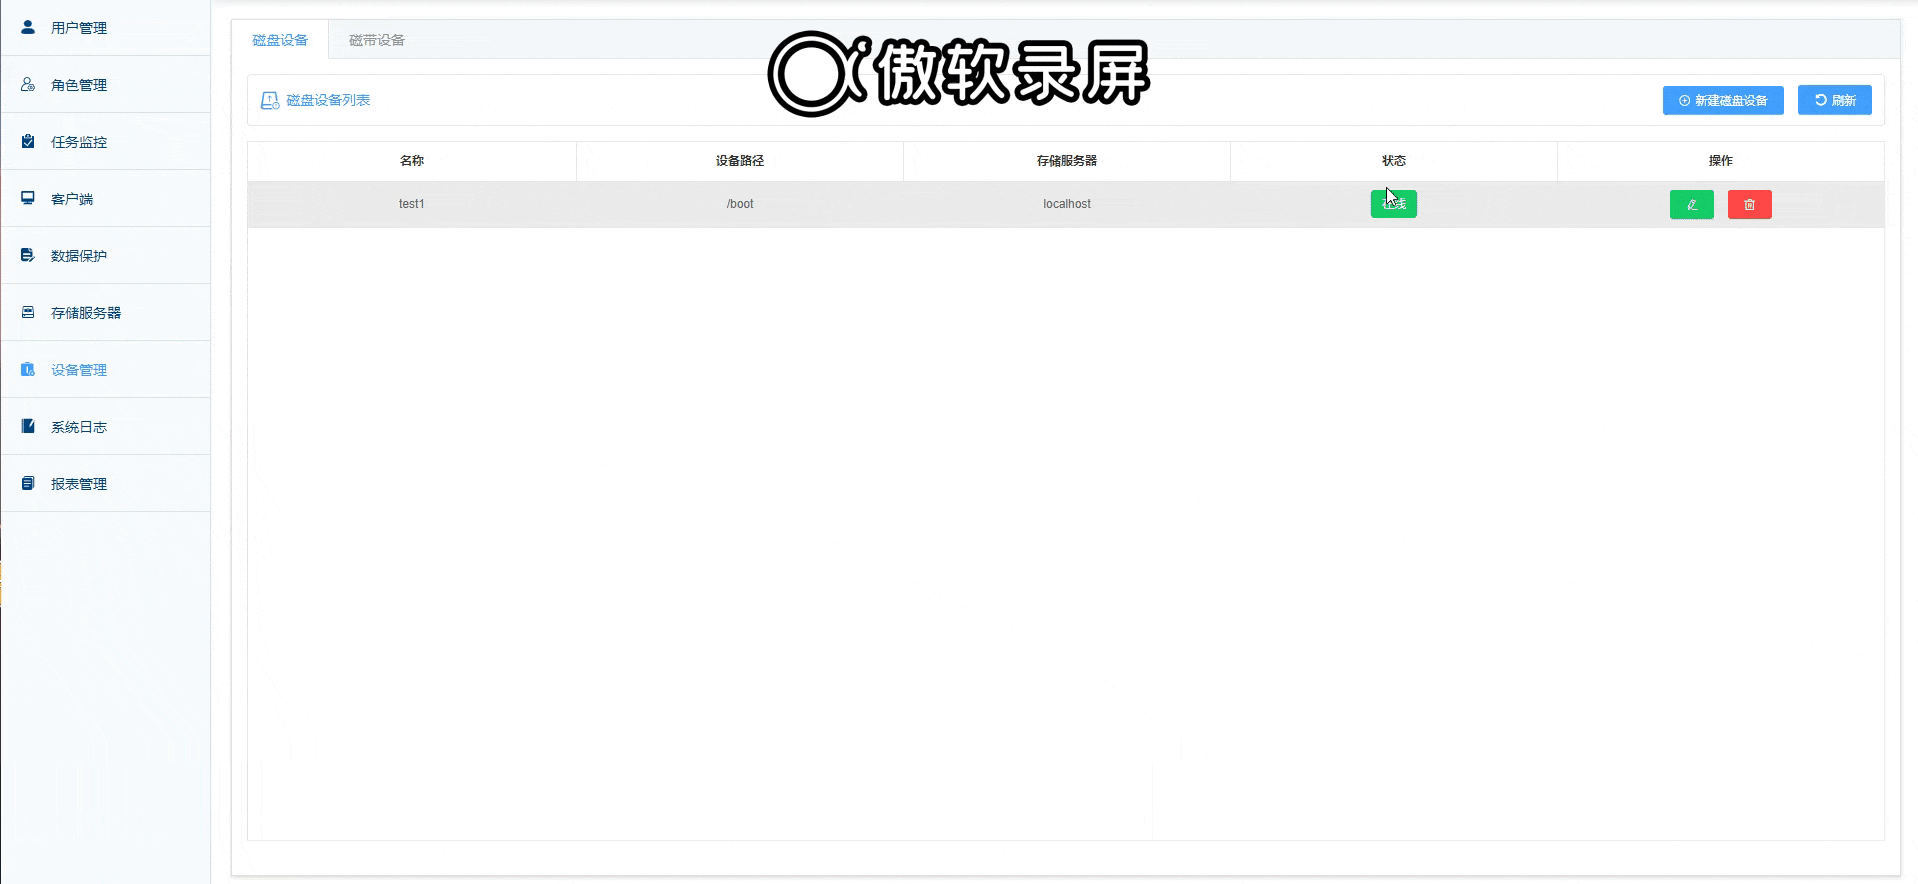 用户管理
角色管理
任务监控
客户端
数据保护
存储服务器
设备管理
系统日志
报表管理
磁盘设备
磁带设备
傲软录屏
磁盘设备列表
新建磁盘设备
刷新
名称
设备路径
存储服务器
状态
操作
test1
/boot
localhost
在线